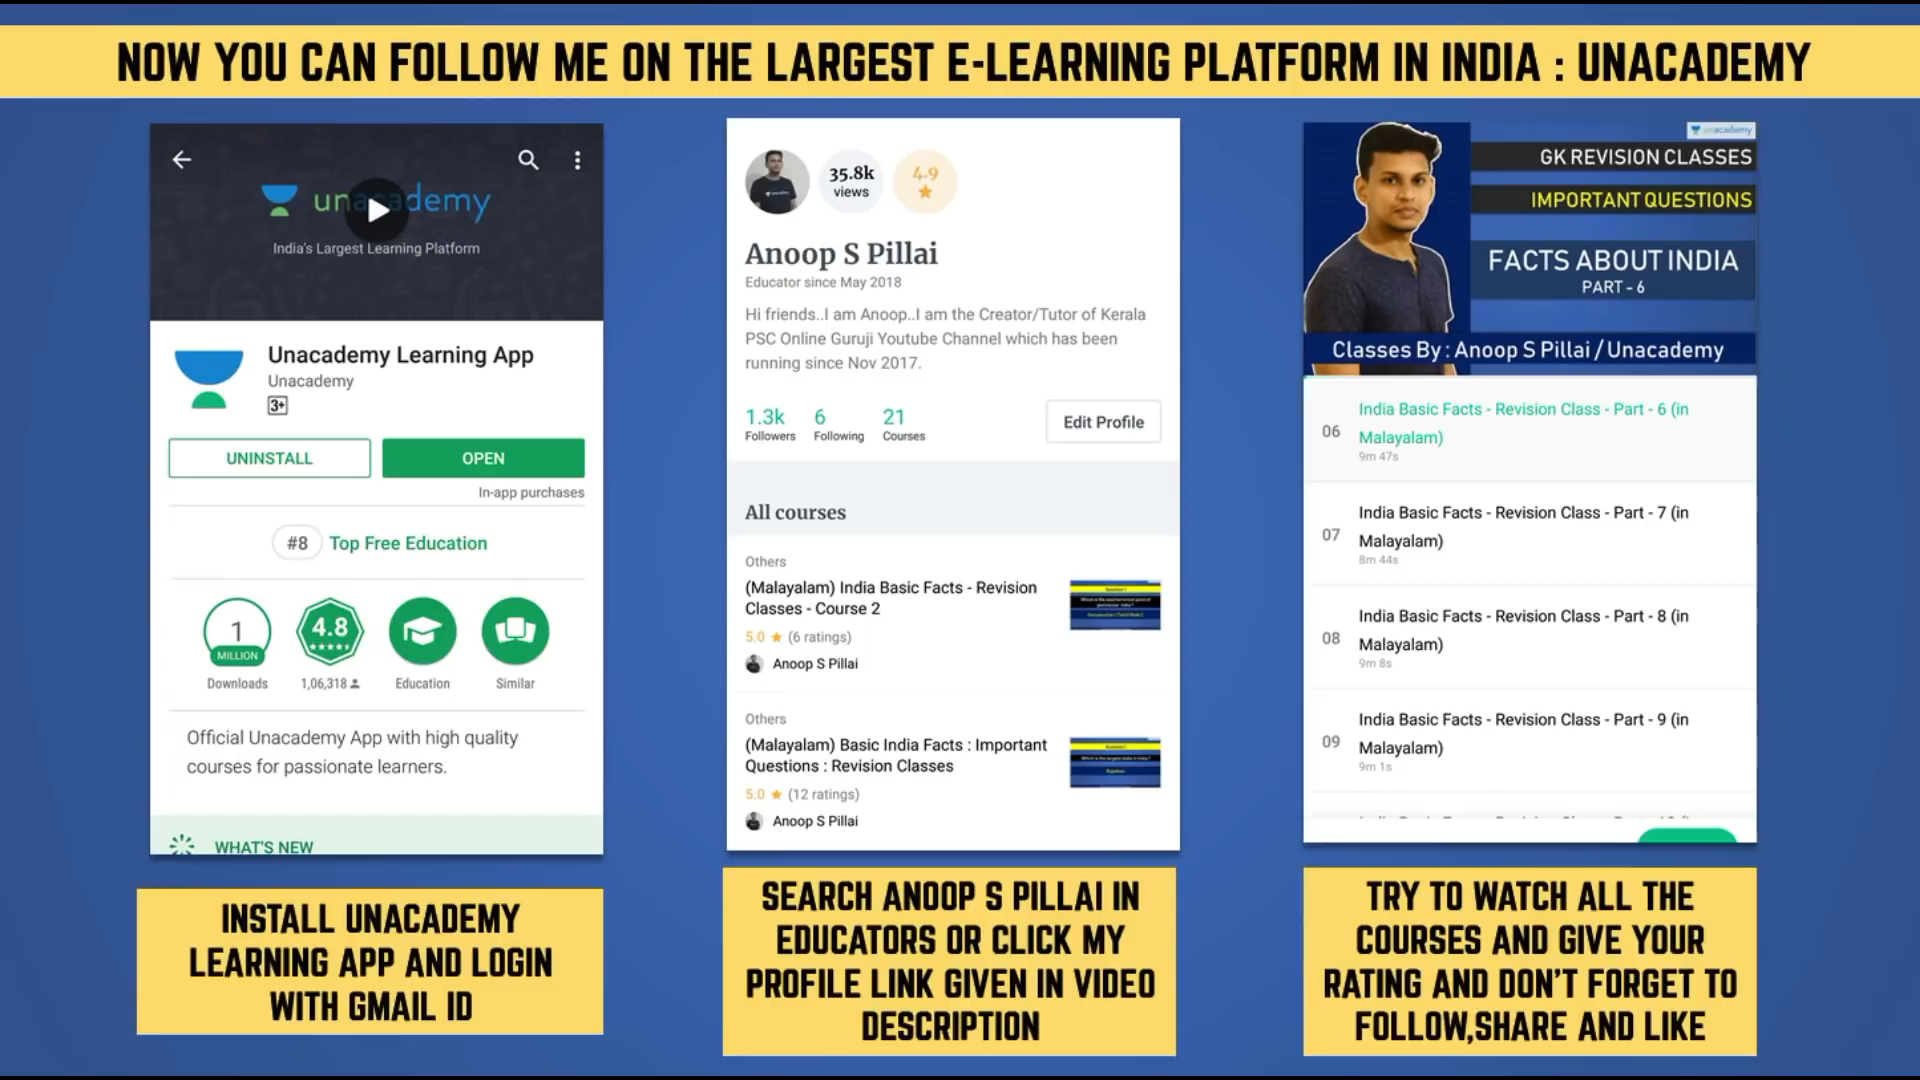 NOW YOU CAN FOLLOW ME ON THE LARGEST E-LEARNING PLATFORM IN INDIA : UNACADEMY
unacademy
India's Largest Learning Platform
Unacademy Learning App
Unacademy
3+
UNINSTALL
OPEN
In-app purchases
#8 Top Free Education
1
MILLION
4.8
Downloads
1,06,318
Education
Similar
Official Unacademy App with high quality
courses for passionate learners.
WHAT'S NEW
INSTALL UNACADEMY
LEARNING APP AND LOGIN
WITH GMAIL ID
35.8k
views
4.9
Anoop S Pillai
Educator since May 2018
Hi friends..I am Anoop..I am the Creator/Tutor of Kerala
PSC Online Guruji Youtube Channel which has been
running since Nov 2017.
1.3k 6 21
Followers Following Courses
Edit Profile
All courses
Others
(Malayalam) India Basic Facts - Revision
Classes - Course 2
5.0 ★ (6 ratings)
Anoop S Pillai
Others
(Malayalam) Basic India Facts : Important
Questions : Revision Classes
5.0 ★ (12 ratings)
Anoop S Pillai
SEARCH ANOOP S PILLAI IN
EDUCATORS OR CLICK MY
PROFILE LINK GIVEN IN VIDEO
DESCRIPTION
unacademy
GK REVISION CLASSES
IMPORTANT QUESTIONS
FACTS ABOUT INDIA
PART - 6
Classes By : Anoop S Pillai / Unacademy
06
India Basic Facts - Revision Class - Part - 6 (in
Malayalam)
9m 47s
07
India Basic Facts - Revision Class - Part - 7 (in
Malayalam)
8m 44s
08
India Basic Facts - Revision Class - Part - 8 (in
Malayalam)
9m 8s
09
India Basic Facts - Revision Class - Part - 9 (in
Malayalam)
9m 1s
TRY TO WATCH ALL THE
COURSES AND GIVE YOUR
RATING AND DON'T FORGET TO
FOLLOW,SHARE AND LIKE